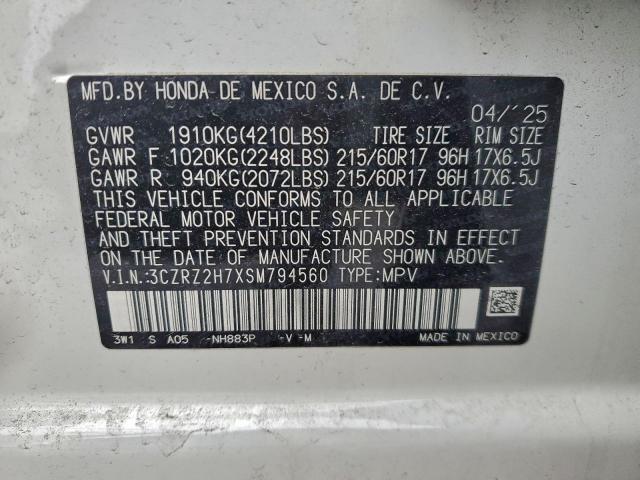 MFD.BY HONDA DE MEXICO S.A. DE C.V.
04/'25
GVWR 1910KG(4210LBS) TIRE SIZE RIM SIZE
GAWR F 1020KG(2248LBS) 215/60R17 96H 17X6.5J
GAWR R 940KG(2072LBS) 215/60R17 96H 17X6.5J
THIS VEHICLE CONFORMS TO ALL APPLICABLE
FEDERAL MOTOR VEHICLE SAFETY
AND THEFT PREVENTION STANDARDS IN EFFECT
ON THE DATE OF MANUFACTURE SHOWN ABOVE.
V.I.N.:3CZRZ2H7XSM794560 TYPE:MPV
3W1 S A05 -NH883P -V -M
MADE IN MEXICO